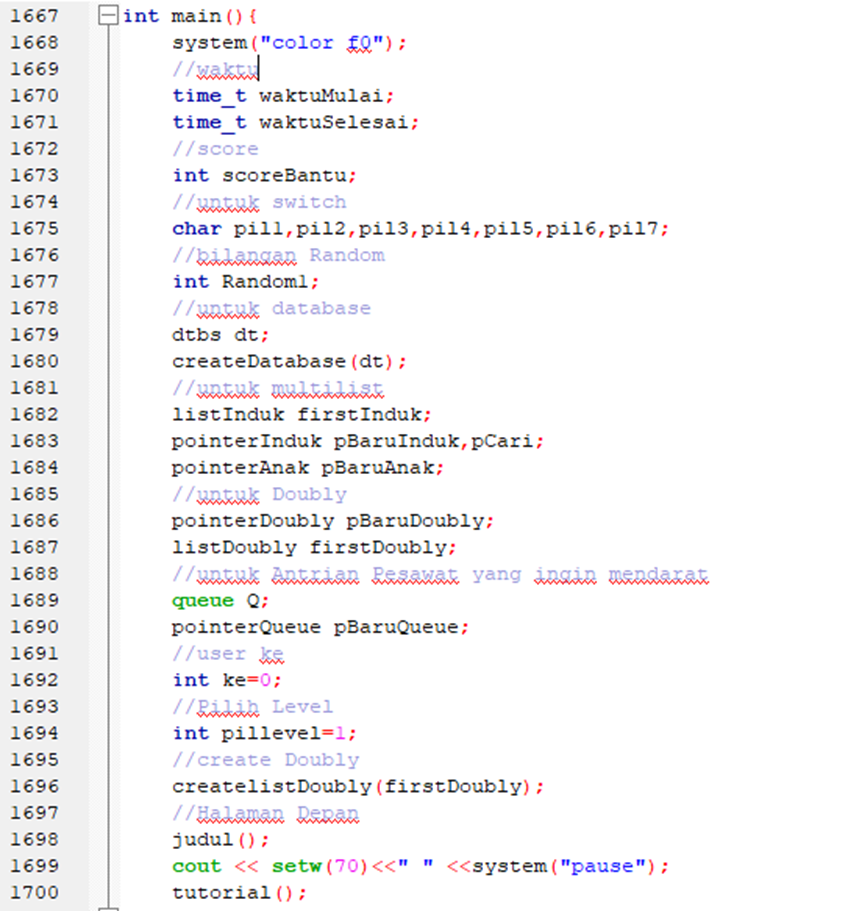 1667 int main(){
1668 system("color f0");
1669 //waktu
1670 time_t waktuMulai;
1671 time_t waktuSelesai;
1672 //score
1673 int scoreBantu;
1674 //untuk switch
1675 char pil1,pil2,pil3,pil4,pil5,pil6,pil7;
1676 //bilangan Random
1677 int Random1;
1678 //untuk database
1679 dtbs dt;
1680 createDatabase(dt);
1681 //untuk multilist
1682 listInduk firstInduk;
1683 pointerInduk pBaruInduk,pCari;
1684 pointerAnak pBaruAnak;
1685 //untuk Doubly
1686 pointerDoubly pBaruDoubly;
1687 listDoubly firstDoubly;
1688 //untuk Antrian Pesawat yang ingin mendarat
1689 queue Q;
1690 pointerQueue pBaruQueue;
1691 //user ke
1692 int ke=0;
1693 //Pilih Level
1694 int pillevel=1;
1695 //create Doubly
1696 createlistDoubly(firstDoubly);
1697 //Halaman Depan
1698 judul();
1699 cout << setw(70)<<" " <<system("pause");
1700 tutorial();